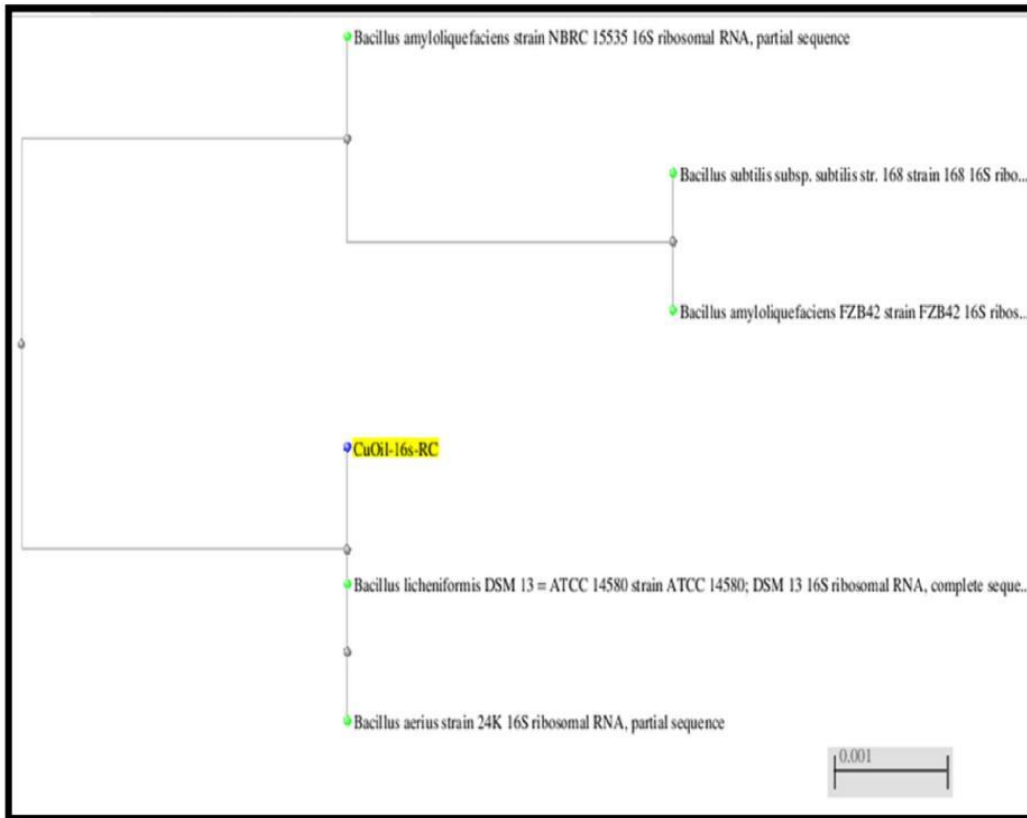 Bacillus amyloliquefaciens strain NBRC 15535 16S ribosomal RNA, partial sequence
Bacillus subtilis subsp. subtilis str. 168 strain 168 16S ribo...
Bacillus amyloliquefaciens FZB42 strain FZB42 16S ribos...
CuOi1-16s-RC
Bacillus licheniformis DSM 13 = ATCC 14580 strain ATCC 14580; DSM 13 16S ribosomal RNA, complete seque...
Bacillus aerius strain 24K 16S ribosomal RNA, partial sequence
0.001